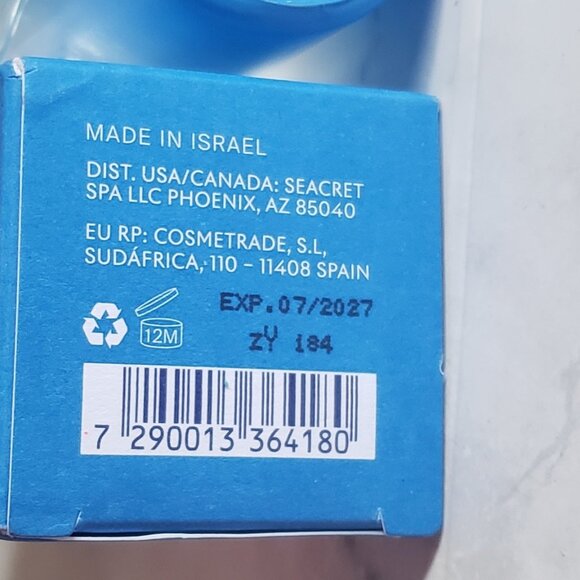 MADE IN ISRAEL
DIST. USA/CANADA: SEACRET
SPA LLC PHOENIX, AZ 85040
EU RP: COSMETRADE, S.L,
SUDÁFRICA, 110 - 11408 SPAIN
EXP.07/2027
12M
ZY 184
7 290013 364180